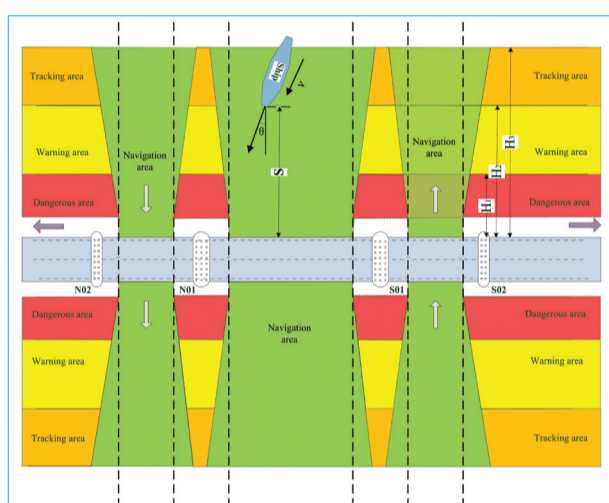 Ship
v
θ
S
Tracking area
Tracking area
Warning area
Warning area
Navigation
area
Navigation
area
Dangerous area
Dangerous area
H₁
H₂
H₃
N02
N01
S01
S02
Dangerous area
Dangerous area
Navigation
area
Warning area
Warning area
Tracking area
Tracking area